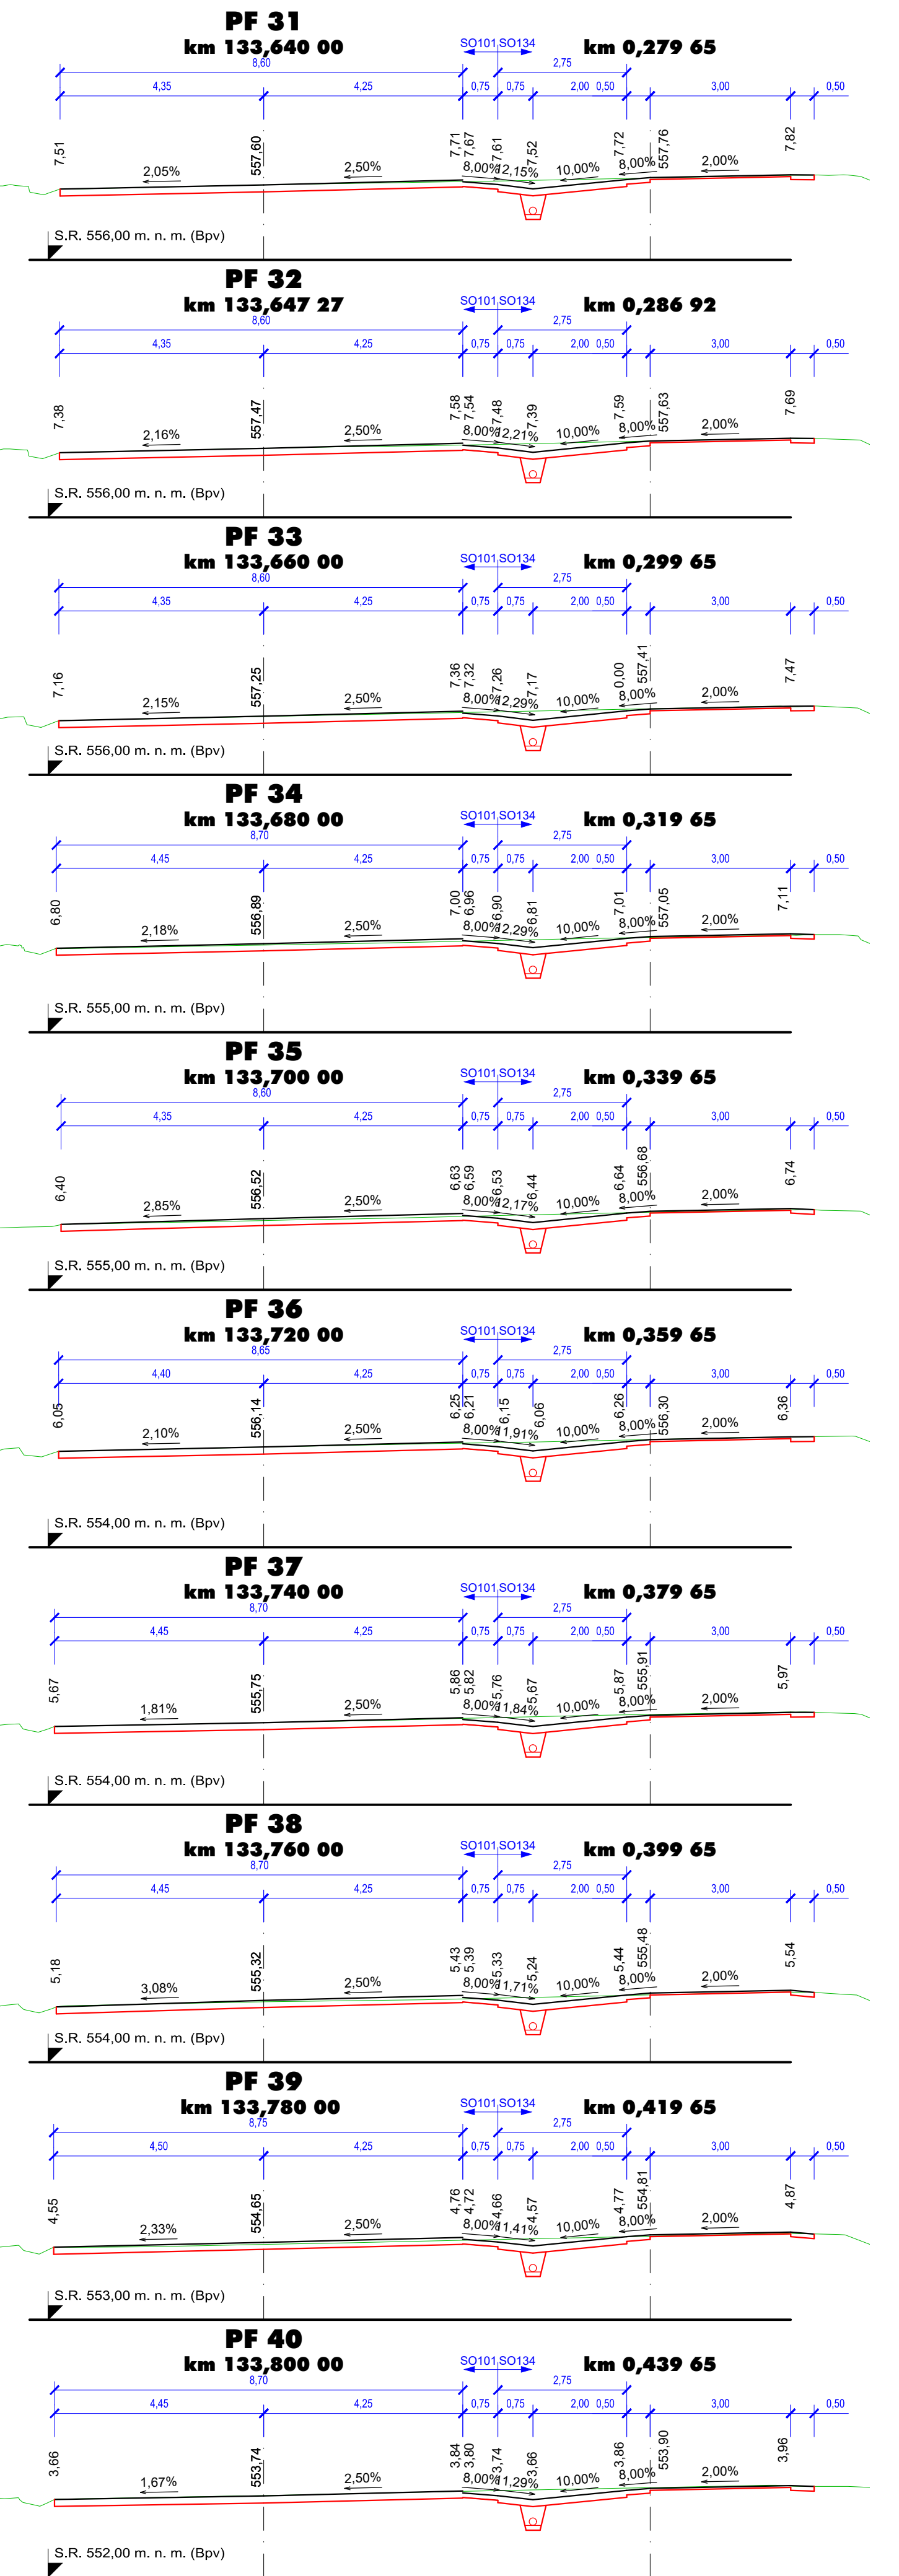 PF 31
km 133,640 00
SO101 SO134
km 0,279 65
8,60
2,75
4,35 4,25 0,75 0,75 2,00 0,50 3,00 0,50
7,51 557,60 7,71 7,67 7,61 7,52 7,72 557,76 7,82
2,05% 2,50% 8,00% 12,15% 10,00% 8,00% 2,00%
S.R. 556,00 m. n. m. (Bpv)
PF 32
km 133,647 27
SO101 SO134
km 0,286 92
8,60
2,75
4,35 4,25 0,75 0,75 2,00 0,50 3,00 0,50
7,38 557,47 7,58 7,54 7,48 7,39 7,59 557,63 7,69
2,16% 2,50% 8,00% 12,21% 10,00% 8,00% 2,00%
S.R. 556,00 m. n. m. (Bpv)
PF 33
km 133,660 00
SO101 SO134
km 0,299 65
8,60
2,75
4,35 4,25 0,75 0,75 2,00 0,50 3,00 0,50
7,16 557,25 7,36 7,32 7,26 7,17 0,00 557,41 7,47
2,15% 2,50% 8,00% 12,29% 10,00% 8,00% 2,00%
S.R. 556,00 m. n. m. (Bpv)
PF 34
km 133,680 00
SO101 SO134
km 0,319 65
8,70
2,75
4,45 4,25 0,75 0,75 2,00 0,50 3,00 0,50
6,80 556,89 7,00 6,96 6,90 6,81 7,01 557,05 7,11
2,18% 2,50% 8,00% 12,29% 10,00% 8,00% 2,00%
S.R. 555,00 m. n. m. (Bpv)
PF 35
km 133,700 00
SO101 SO134
km 0,339 65
8,60
2,75
4,35 4,25 0,75 0,75 2,00 0,50 3,00 0,50
6,40 556,52 6,63 6,59 6,53 6,44 6,64 556,68 6,74
2,85% 2,50% 8,00% 12,17% 10,00% 8,00% 2,00%
S.R. 555,00 m. n. m. (Bpv)
PF 36
km 133,720 00
SO101 SO134
km 0,359 65
8,65
2,75
4,40 4,25 0,75 0,75 2,00 0,50 3,00 0,50
6,05 556,14 6,25 6,21 6,15 6,06 6,26 556,30 6,36
2,10% 2,50% 8,00% 11,91% 10,00% 8,00% 2,00%
S.R. 554,00 m. n. m. (Bpv)
PF 37
km 133,740 00
SO101 SO134
km 0,379 65
8,70
2,75
4,45 4,25 0,75 0,75 2,00 0,50 3,00 0,50
5,67 555,75 5,86 5,82 5,76 5,67 5,87 555,91 5,97
1,81% 2,50% 8,00% 11,84% 10,00% 8,00% 2,00%
S.R. 554,00 m. n. m. (Bpv)
PF 38
km 133,760 00
SO101 SO134
km 0,399 65
8,70
2,75
4,45 4,25 0,75 0,75 2,00 0,50 3,00 0,50
5,18 555,32 5,43 5,39 5,33 5,24 5,44 555,48 5,54
3,08% 2,50% 8,00% 11,71% 10,00% 8,00% 2,00%
S.R. 554,00 m. n. m. (Bpv)
PF 39
km 133,780 00
SO101 SO134
km 0,419 65
8,75
2,75
4,50 4,25 0,75 0,75 2,00 0,50 3,00 0,50
4,55 554,65 4,76 4,72 4,66 4,57 4,77 554,81 4,87
2,33% 2,50% 8,00% 11,41% 10,00% 8,00% 2,00%
S.R. 553,00 m. n. m. (Bpv)
PF 40
km 133,800 00
SO101 SO134
km 0,439 65
8,70
2,75
4,45 4,25 0,75 0,75 2,00 0,50 3,00 0,50
3,66 553,74 3,84 3,80 3,74 3,66 3,86 553,90 3,96
1,67% 2,50% 8,00% 11,29% 10,00% 8,00% 2,00%
S.R. 552,00 m. n. m. (Bpv)